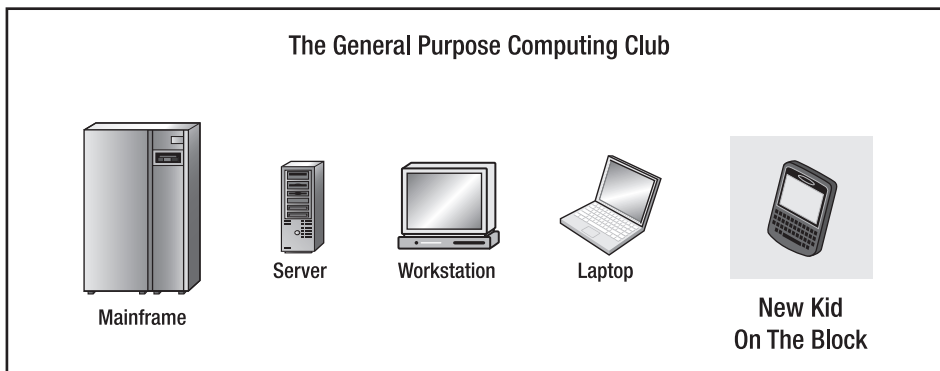 The General Purpose Computing Club
Mainframe
Server
Workstation
Laptop
New Kid
On The Block